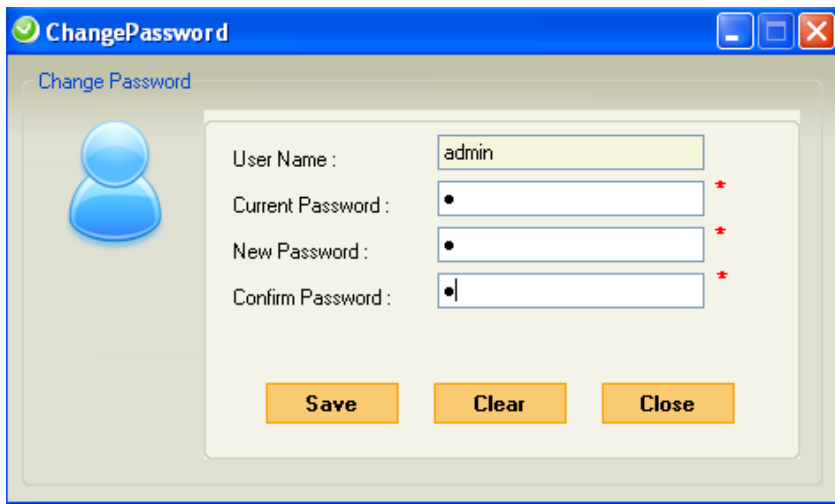 ChangePassword
Change Password
User Name : admin
Current Password : ● *
New Password : ● *
Confirm Password : ● *
Save Clear Close